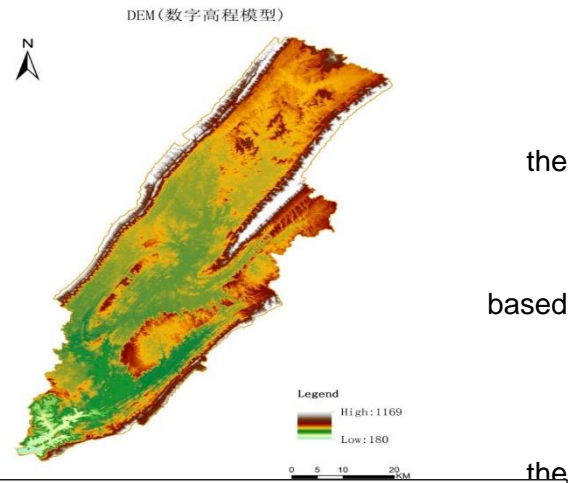 DEM(数字高程模型)
N
the
based
Legend
High:1169
Low:180
0 5 10 20
KM
the